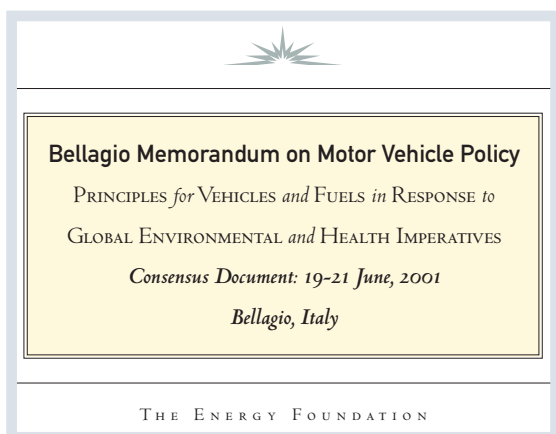 Bellagio Memorandum on Motor Vehicle Policy
Principles for Vehicles and Fuels in Response to
Global Environmental and Health Imperatives
Consensus Document: 19-21 June, 2001
Bellagio, Italy
The Energy Foundation